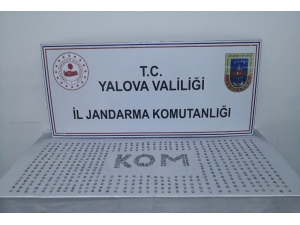 T.C.
YALOVA VALİLİĞİ
İL JANDARMA KOMUTANLIĞI
KOM